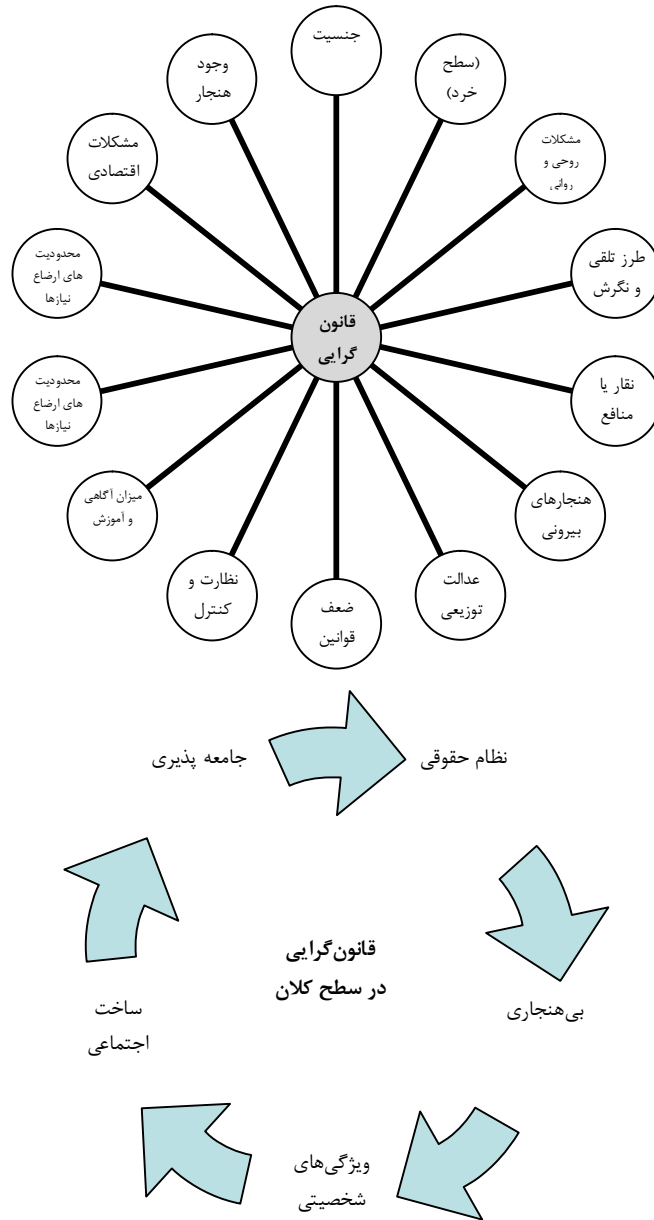 جنسیت
(سطح
خرد)
مشکلات
روحی و
روانی
طرز تلقی
و نگرش
نقار یا
منافع
هنجارهای
بیرونی
عدالت
توزیعی
ضعف
قوانین
نظارت و
کنترل
میزان آگاهی
و آموزش
محدودیت
های ارضاع
نیازها
محدودیت
های ارضاع
نیازها
مشکلات
اقتصادی
وجود
هنجار
قانون
گرایی
نظام حقوقی
بی‌هنجاری
ویژگی‌های
شخصیتی
ساخت
اجتماعی
جامعه پذیری
قانون‌گرایی
در سطح کلان